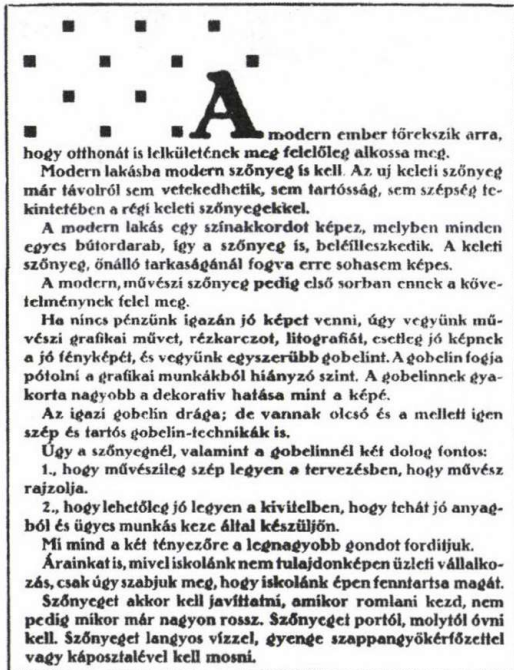 A modern ember törekszik arra,
hogy otthonát is lelkületének meg felelőleg alkossa meg.
Modern lakásba modern szőnyeg is kell. Az uj keleti szőnyeg
már távolról sem vetekedhetik, sem tartósság, sem szépség te-
kintetében a régi keleti szőnyegekkel.
A modern lakás egy színakkordot képez, melyben minden
egyes bútordarab, így a szőnyeg is, beléilleszkedik. A keleti
szőnyeg, önálló tarkaságánál fogva erre sohasem képes.
A modern, művészi szőnyeg pedig első sorban ennek a köve-
telménynek felel meg.
Ha nincs pénzünk igazán jó képet venni, úgy vegyünk mű-
vészi grafikai művet, rézkarczot, litografiát, esetleg jó képnek
a jó fényképét, és vegyünk egyszerübb gobelint. A gobelin fogja
pótolni a grafikai munkákból hiányzó szint. A gobelinnek gya-
korta nagyobb a dekorativ hatása mint a képé.
Az igazi gobelin drága; de vannak olcsó és a mellett igen
szép és tartós gobelin-technikák is.
Úgy a szőnyegnél, valamint a gobelinnél két dolog fontos:
1., hogy művészileg szép legyen a tervezésben, hogy művész
rajzolja.
2., hogy lehetőleg jó legyen a kivitelben, hogy tehát jó anyag-
ból és ügyes munkás keze által készüljön.
Mi mind a két tényezőre a legnagyobb gondot fordítjuk.
Árainkat is, mivel iskolánk nem tulajdonképen üzleti vállalko-
zás, csak úgy szabjuk meg, hogy iskolánk épen fenntartsa magát.
Szőnyeget akkor kell javíttatni, amikor romlani kezd, nem
pedig mikor már nagyon rossz. Szőnyeget portól, molytól óvni
kell. Szőnyeget langyos vízzel, gyenge szappangyökérfőzettel
vagy káposztalével kell mosni.